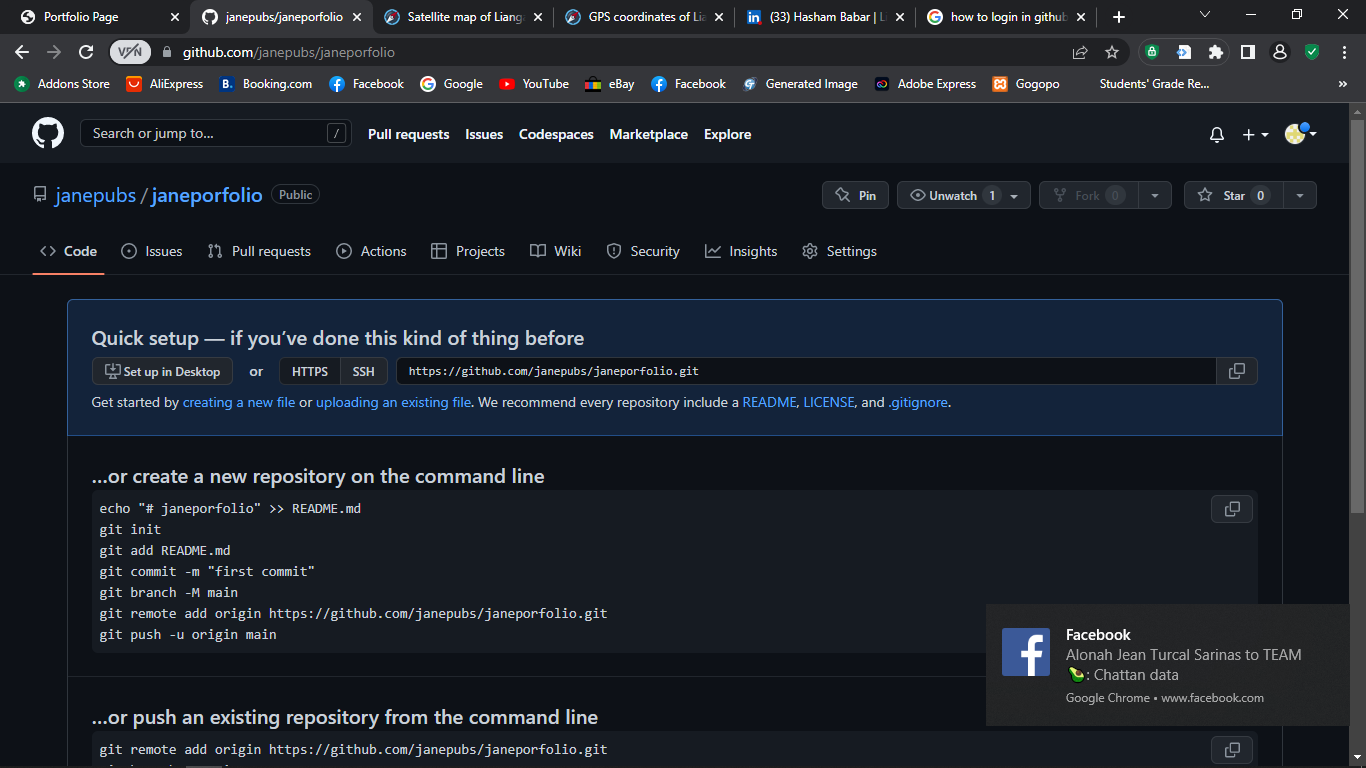 Portfolio Page
janepubs/janeporfolio
Satellite map of Lianga
GPS coordinates of Lia
(33) Hasham Babar | Li
how to login in github
VPN
github.com/janepubs/janeporfolio
Addons Store
AliExpress
Booking.com
Facebook
Google
YouTube
eBay
Facebook
Generated Image
Adobe Express
Gogopo
Students' Grade Re...
»
Search or jump to...
/
Pull requests
Issues
Codespaces
Marketplace
Explore
janepubs / janeporfolio
Public
Pin
Unwatch 1
Fork 0
Star 0
Code
Issues
Pull requests
Actions
Projects
Wiki
Security
Insights
Settings
Quick setup — if you’ve done this kind of thing before
Set up in Desktop
or
HTTPS
SSH
https://github.com/janepubs/janeporfolio.git
Get started by creating a new file or uploading an existing file. We recommend every repository include a README, LICENSE, and .gitignore.
…or create a new repository on the command line
echo "# janeporfolio" >> README.md
git init
git add README.md
git commit -m "first commit"
git branch -M main
git remote add origin https://github.com/janepubs/janeporfolio.git
git push -u origin main
Facebook
Alonah Jean Turcal Sarinas to TEAM
🥑: Chattan data
Google Chrome • www.facebook.com
…or push an existing repository from the command line
git remote add origin https://github.com/janepubs/janeporfolio.git